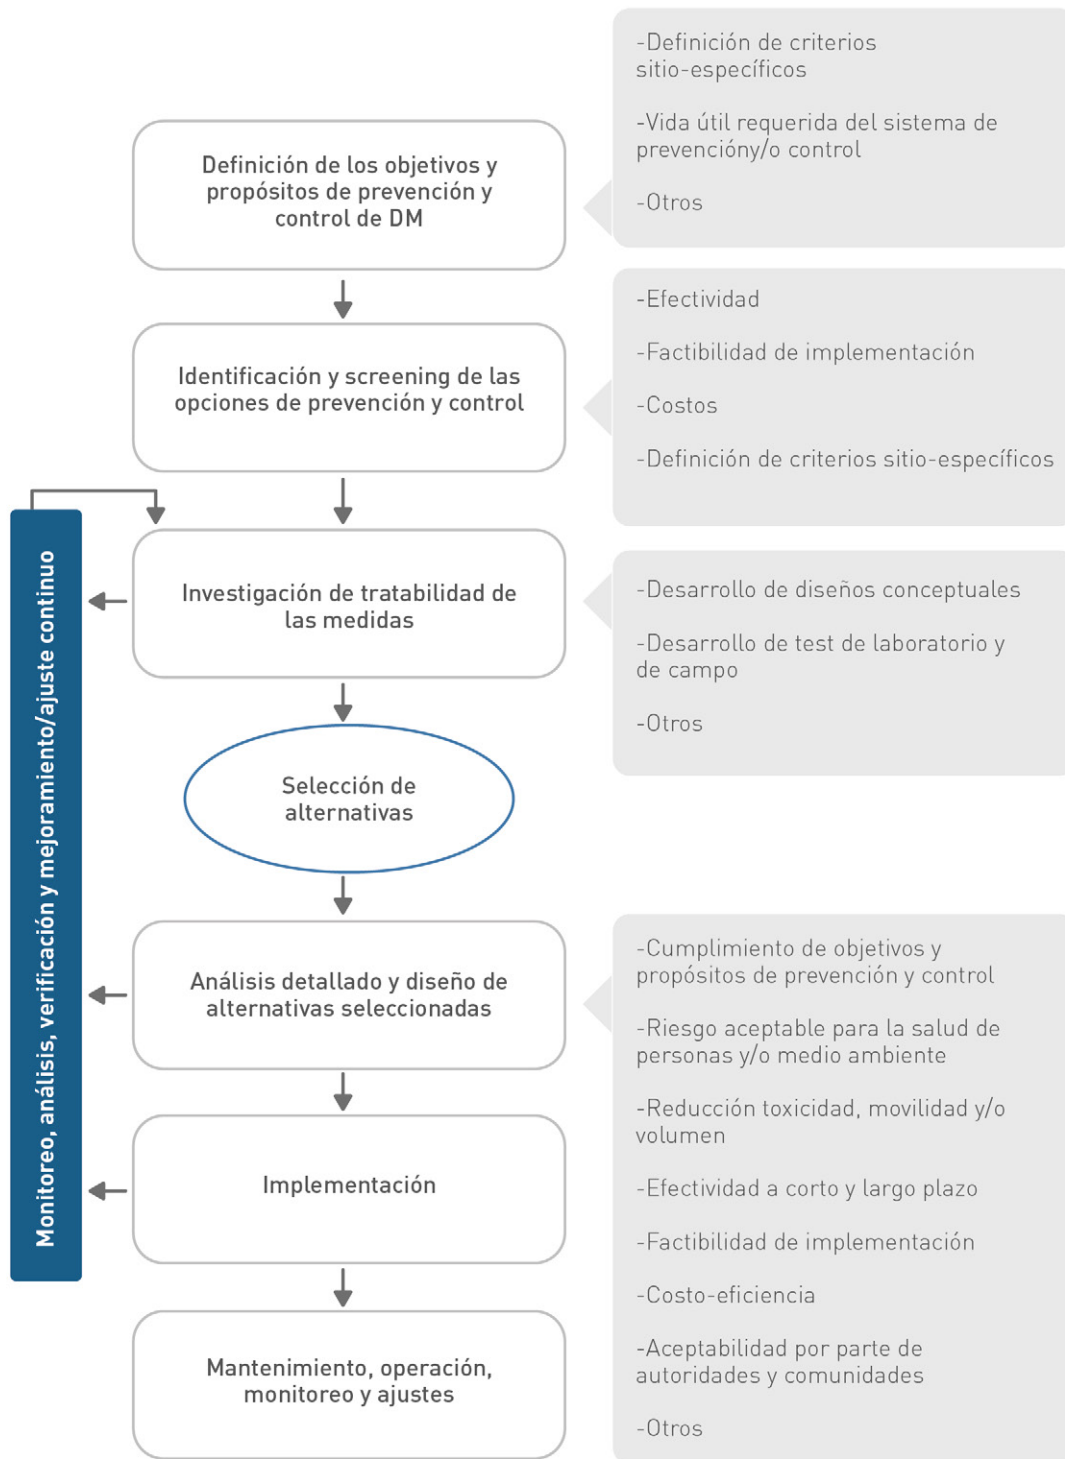 -Definición de criterios
sitio-específicos
-Vida útil requerida del sistema de
prevencióny/o control
-Otros
Definición de los objetivos y
propósitos de prevención y
control de DM
-Efectividad
-Factibilidad de implementación
-Costos
-Definición de criterios sitio-específicos
Identificación y screening de las
opciones de prevención y control
Monitoreo, análisis, verificación y mejoramiento/ajuste continuo
Investigación de tratabilidad de
las medidas
-Desarrollo de diseños conceptuales
-Desarrollo de test de laboratorio y
de campo
-Otros
Selección de
alternativas
Análisis detallado y diseño de
alternativas seleccionadas
-Cumplimiento de objetivos y
propósitos de prevención y control
-Riesgo aceptable para la salud de
personas y/o medio ambiente
-Reducción toxicidad, movilidad y/o
volumen
-Efectividad a corto y largo plazo
-Factibilidad de implementación
-Costo-eficiencia
-Aceptabilidad por parte de
autoridades y comunidades
-Otros
Implementación
Mantenimiento, operación,
monitoreo y ajustes